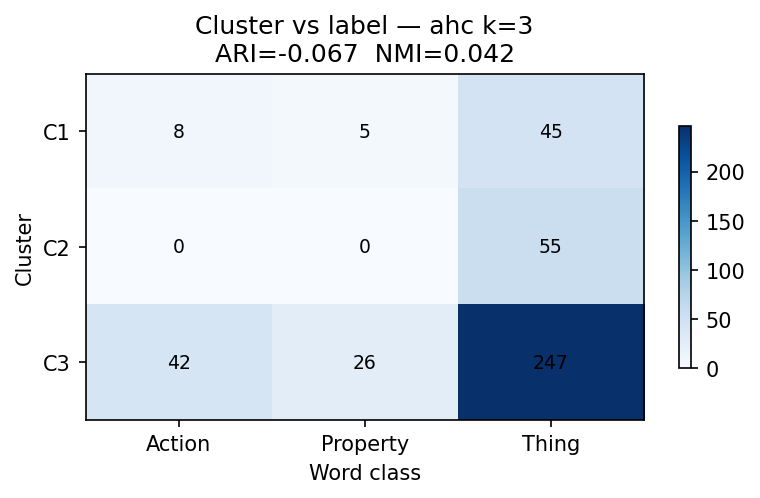 Cluster vs label — ahc k=3
ARI=-0.067  NMI=0.042
C1 8 5 45
C2 0 0 55
C3 42 26 247
Action Property Thing
Word class
Cluster
200
150
100
50
0